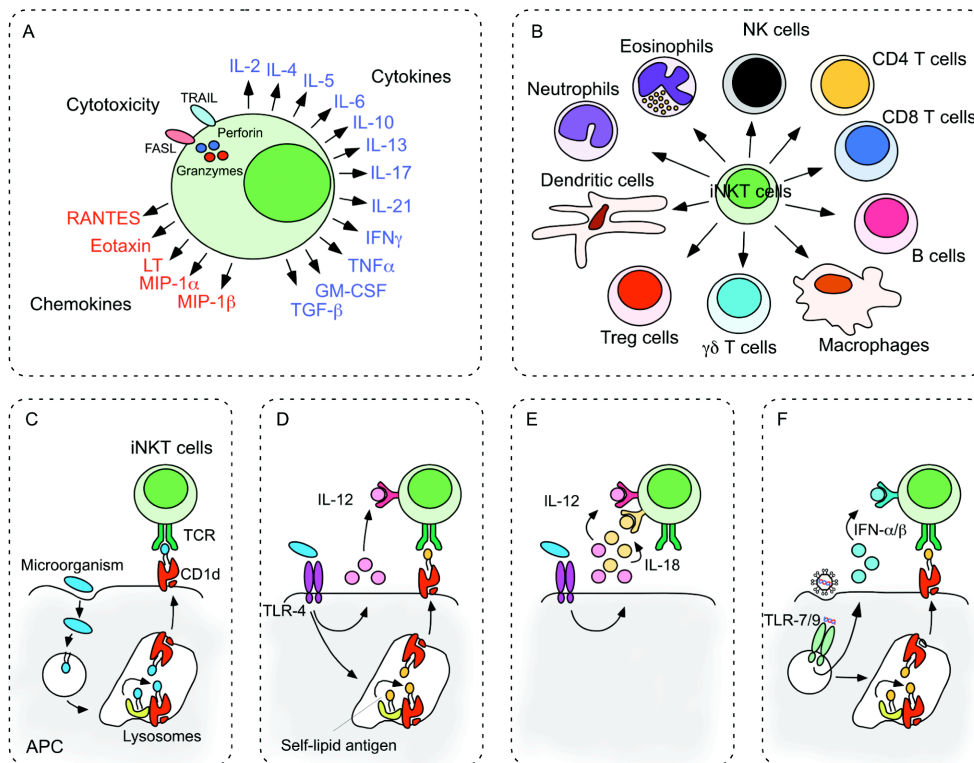 A
Cytokines
IL-2
IL-4
IL-5
IL-6
IL-10
IL-13
IL-17
IL-21
IFNγ
TNFα
GM-CSF
TGF-β
Cytotoxicity
TRAIL
FASL
Perforin
Granzymes
RANTES
Eotaxin
LT
MIP-1α
MIP-1β
Chemokines
B
NK cells
Eosinophils
CD4 T cells
Neutrophils
CD8 T cells
Dendritic cells
iNKT cells
B cells
Treg cells
γδ T cells
Macrophages
C
iNKT cells
TCR
Microorganism
CD1d
Lysosomes
APC
D
IL-12
TLR-4
Self-lipid antigen
E
IL-12
IL-18
F
IFN-α/β
TLR-7/9